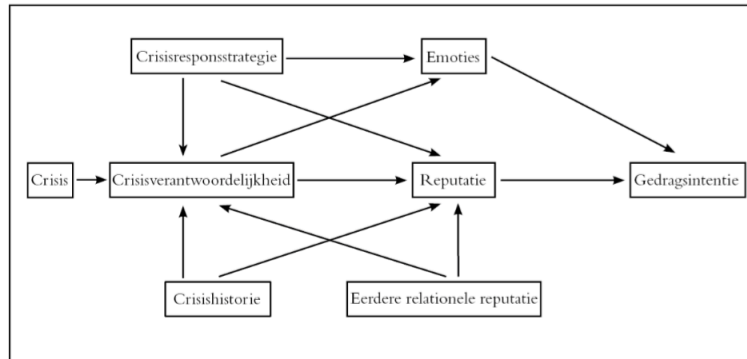 Crisisresponsstrategie
Emoties
Crisis
Crisisverantwoordelijkheid
Reputatie
Gedragsintentie
Crisishistorie
Eerdere relationele reputatie